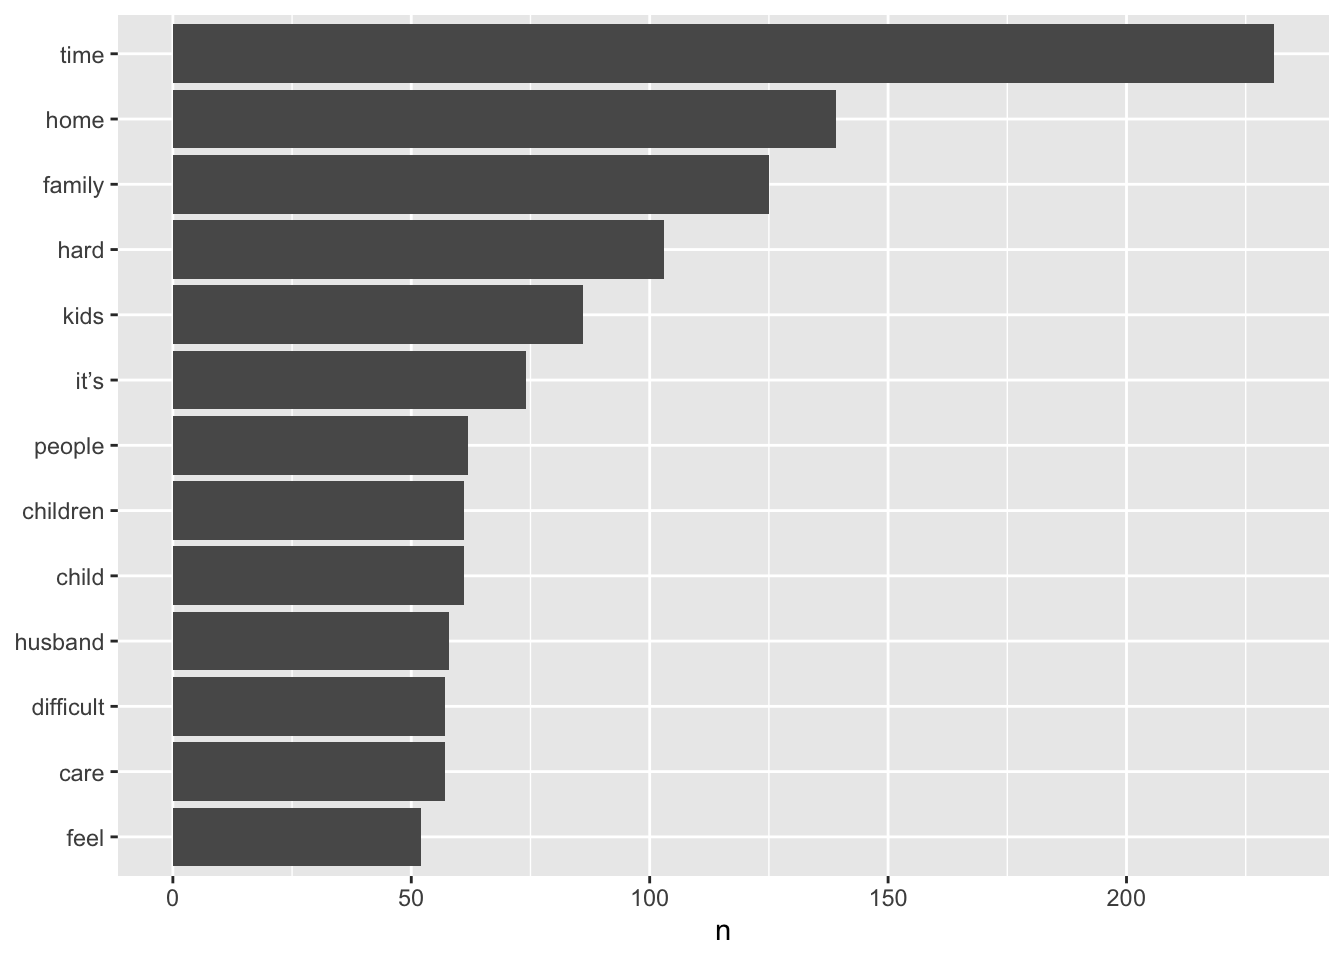 time
home
family
hard
kids
it’s
people
children
child
husband
difficult
care
feel
0 50 100 150 200
n